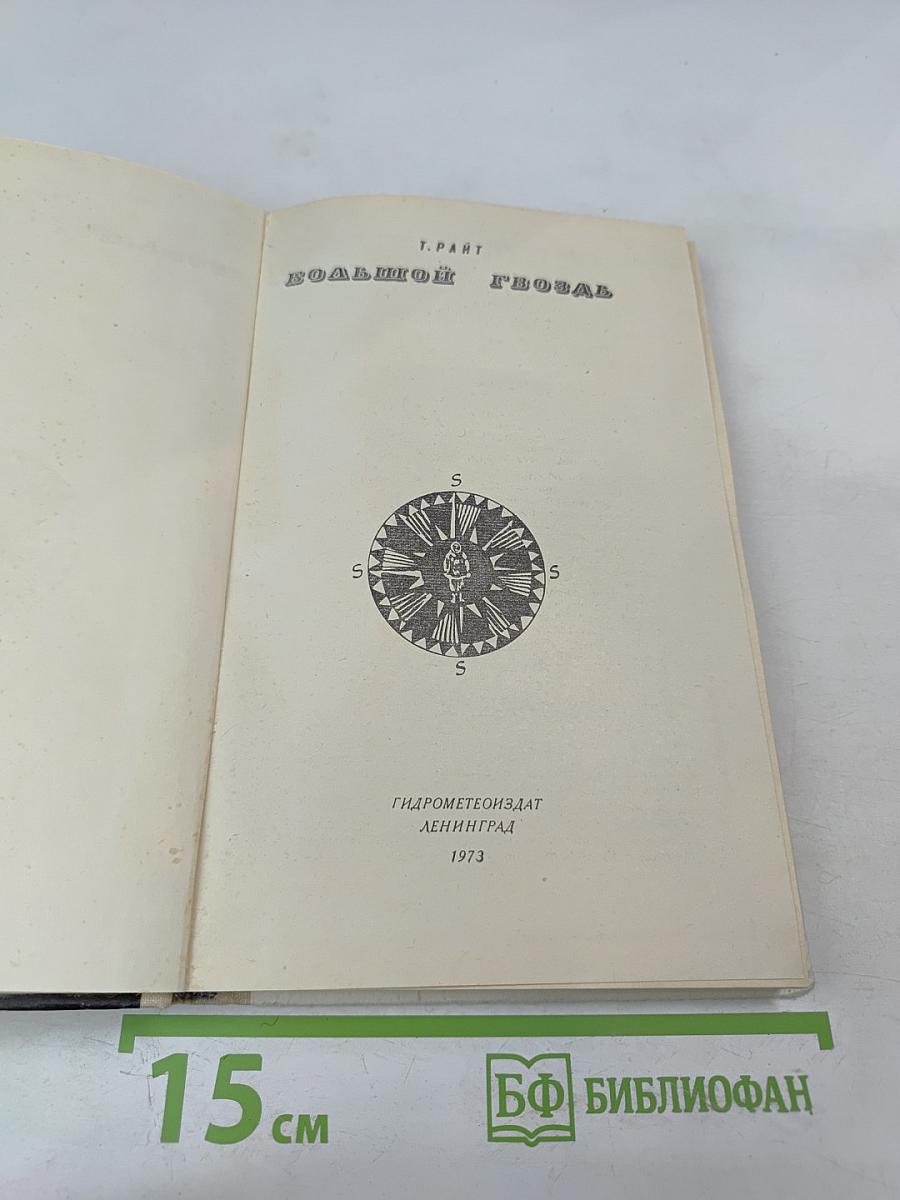 Т. РАЙТ
БОЛЬШОЙ ГВОЗДЬ
S
S S
S
ГИДРОМЕТЕОИЗДАТ
ЛЕНИНГРАД
1973
15 см
БФ БИБЛИОФАН